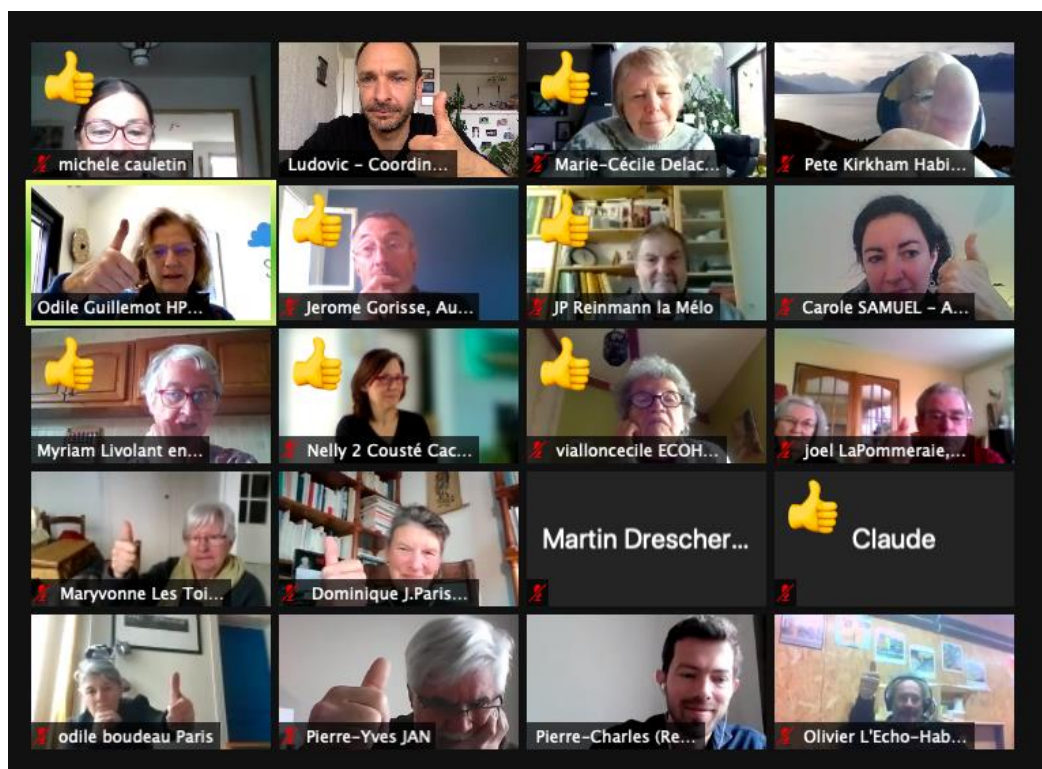 michele cauletin
Ludovic – Coordin...
Marie-Cécile Delac...
Pete Kirkham Habi...
Odile Guillemot HP...
Jerome Gorisse, Au...
JP Reinmann la Mélo
Carole SAMUEL – A...
Myriam Livolant en...
Nelly 2 Cousté Cac...
vialloncecile ECOH...
joel LaPommeraie,...
Maryvonne Les Toi...
Dominique J.Paris...
Martin Drescher...
Claude
odile boudeau Paris
Pierre-Yves JAN
Pierre-Charles (Re...
Olivier L'Echo-Hab...